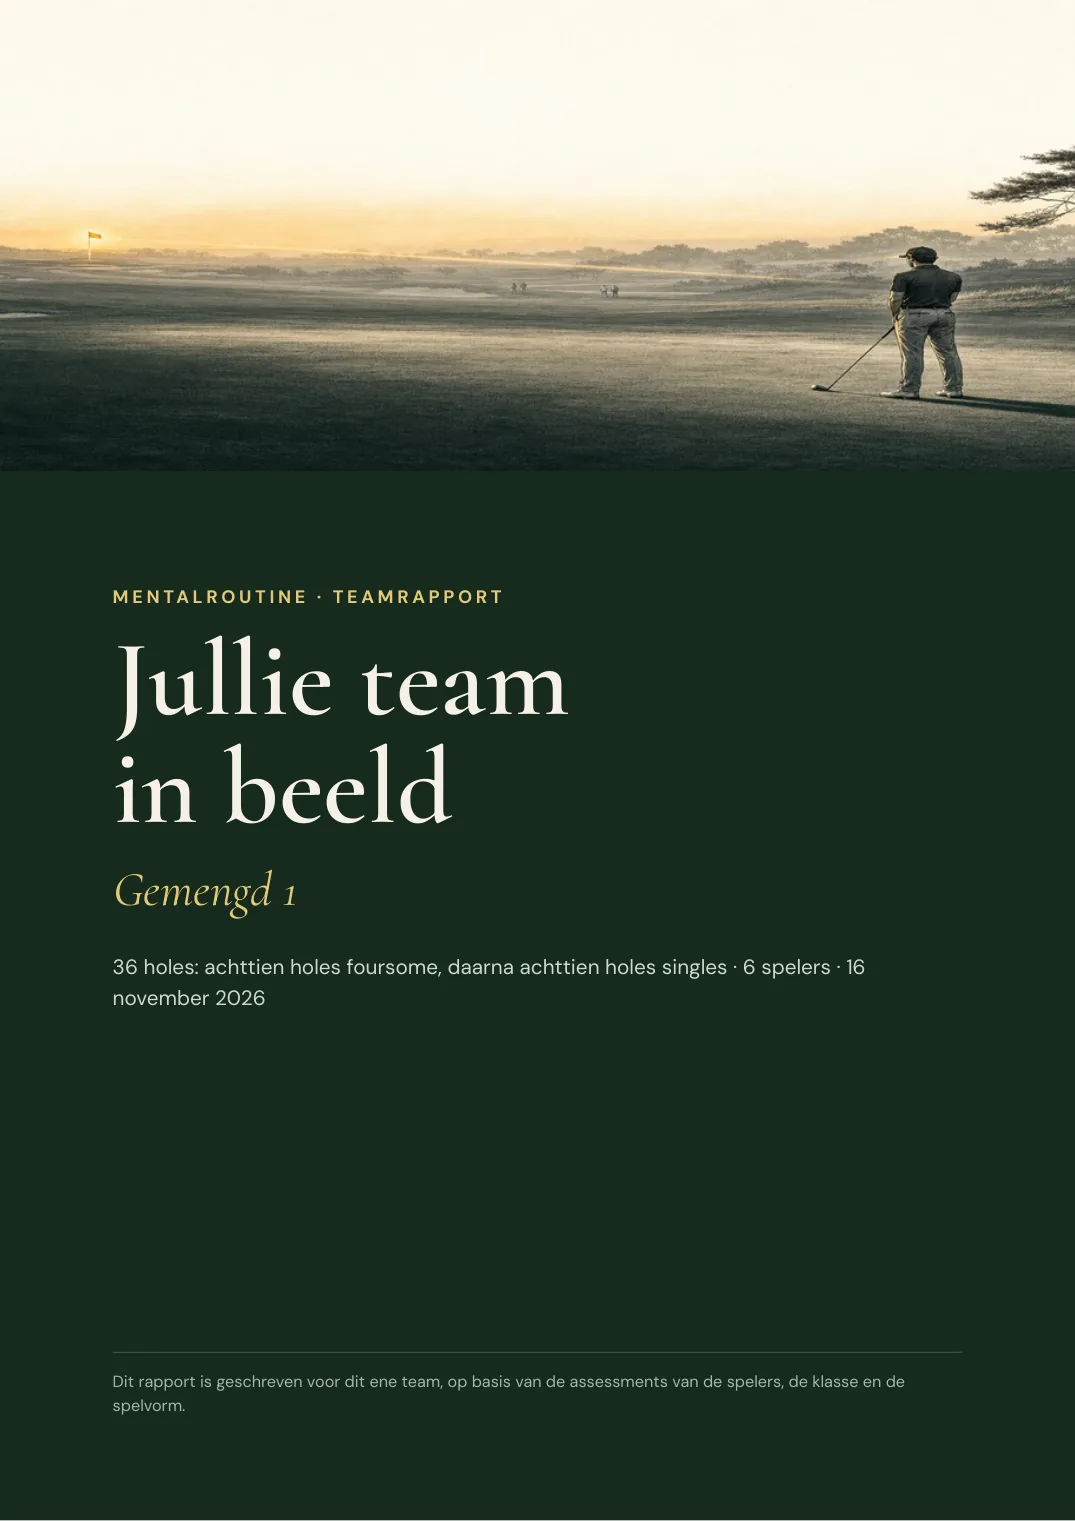 MENTALROUTINE · TEAMRAPPORT
Jullie team
in beeld
Gemengd 1
36 holes: achttien holes foursome, daarna achttien holes singles · 6 spelers · 16
november 2026
Dit rapport is geschreven voor dit ene team, op basis van de assessments van de spelers, de klasse en de
spelvorm.